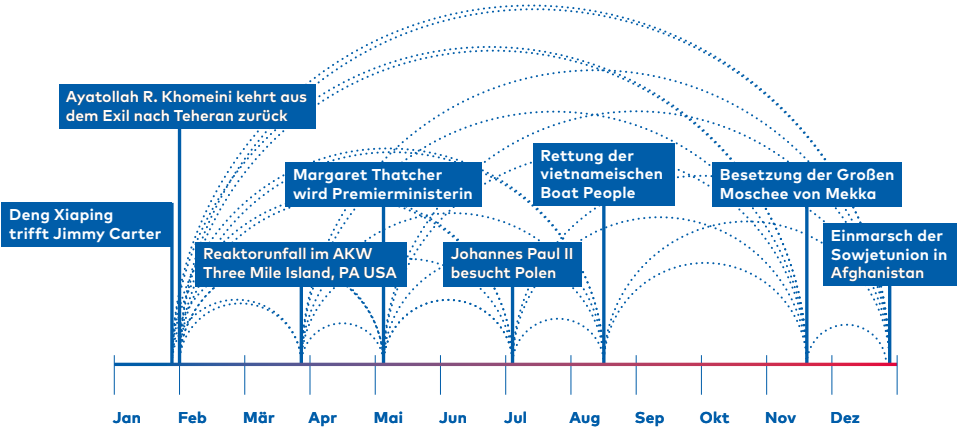 Ayatollah R. Khomeini kehrt aus
dem Exil nach Teheran zurück
Deng Xiaping
trifft Jimmy Carter
Margaret Thatcher
wird Premierministerin
Reaktorunfall im AKW
Three Mile Island, PA USA
Rettung der
vietnameischen
Boat People
Johannes Paul II
besucht Polen
Besetzung der Großen
Moschee von Mekka
Einmarsch der
Sowjetunion in
Afghanistan
Jan Feb Mär Apr Mai Jun Jul Aug Sep Okt Nov Dez